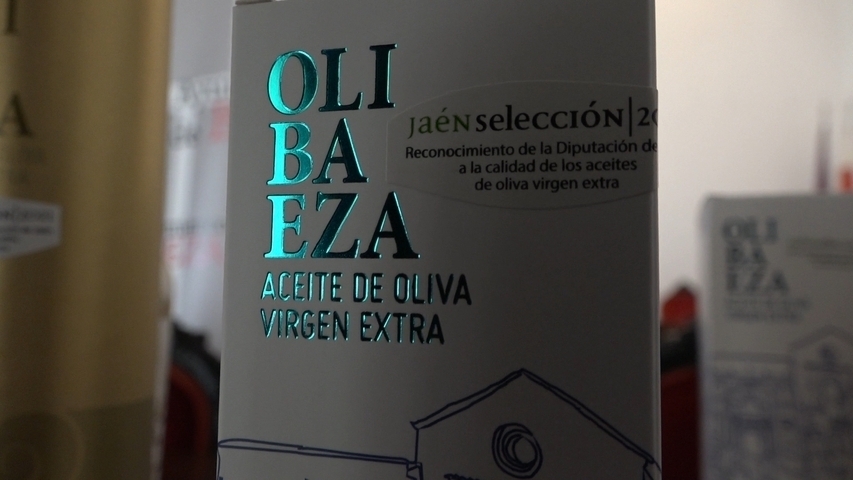 OLI
BA
EZA
ACEITE DE OLIVA
VIRGEN EXTRA
Jaén selección|20
Reconocimiento de la Diputación de
a la calidad de los aceites
de oliva virgen extra
OLI
BA
EZA